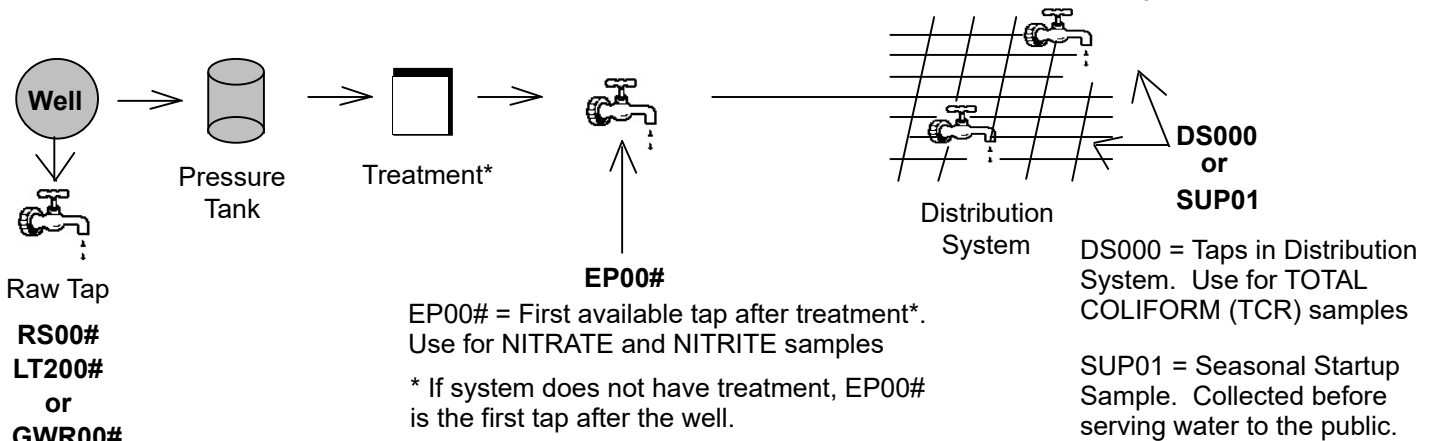 Well
Pressure
Tank
Treatment*
Raw Tap
RS00#
LT200#
or
GWR00#
EP00#
EP00# = First available tap after treatment*.
Use for NITRATE and NITRITE samples
* If system does not have treatment, EP00#
is the first tap after the well.
Distribution
System
DS000
or
SUP01
DS000 = Taps in Distribution
System. Use for TOTAL
COLIFORM (TCR) samples
SUP01 = Seasonal Startup
Sample. Collected before
serving water to the public.